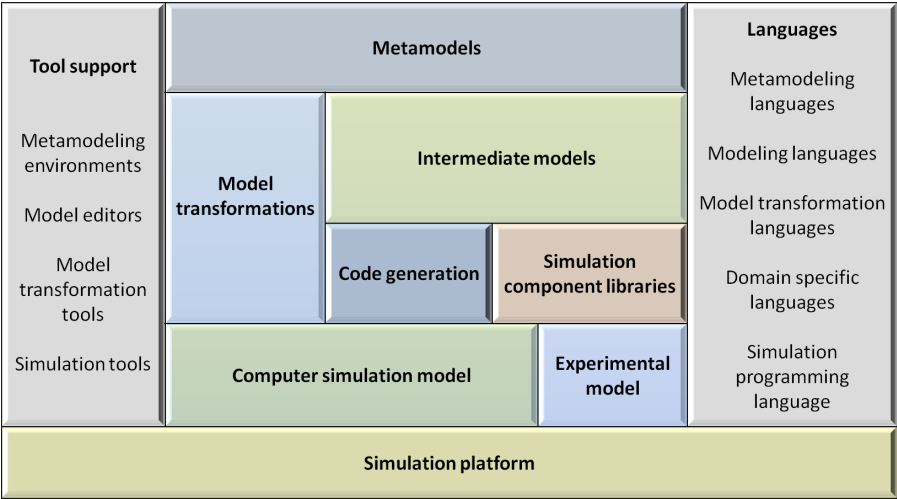 Tool support
Metamodeling
environments
Model editors
Model
transformation
tools
Simulation tools
Metamodels
Model
transformations
Intermediate models
Code generation
Simulation
component libraries
Computer simulation model
Experimental
model
Languages
Metamodeling
languages
Modeling languages
Model transformation
languages
Domain specific
languages
Simulation
programming
language
Simulation platform